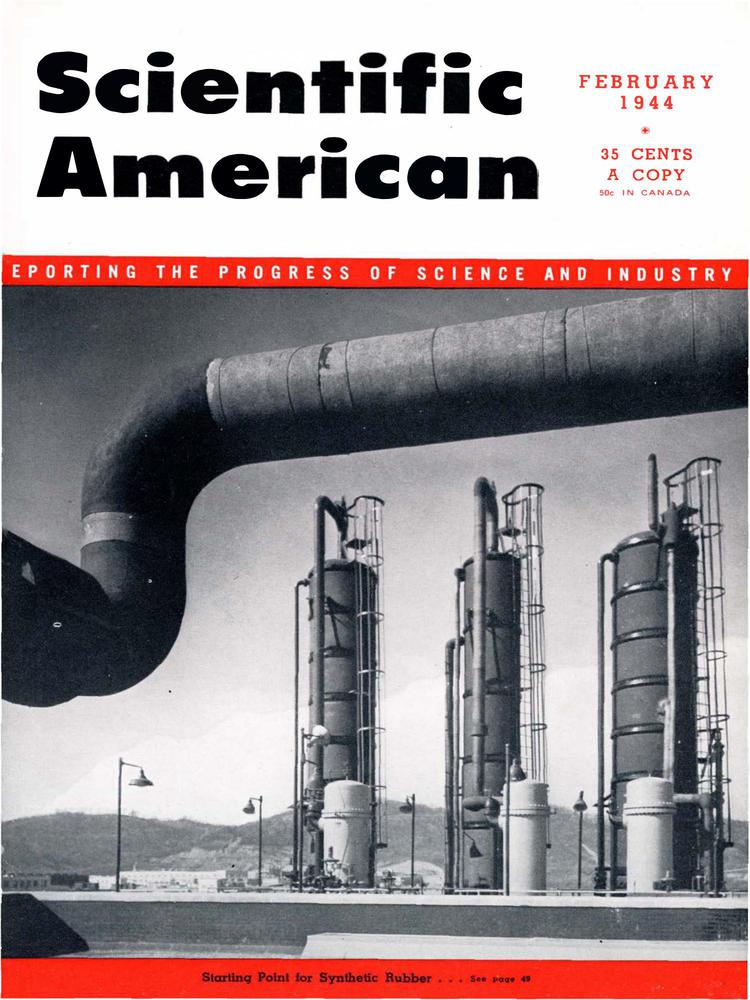 Scientific
American
FEBRUARY
1944
35 CENTS
A COPY
50c IN CANADA
EPORTING THE PROGRESS OF SCIENCE AND INDUSTRY
Starting Point for Synthetic Rubber . . . See page 49